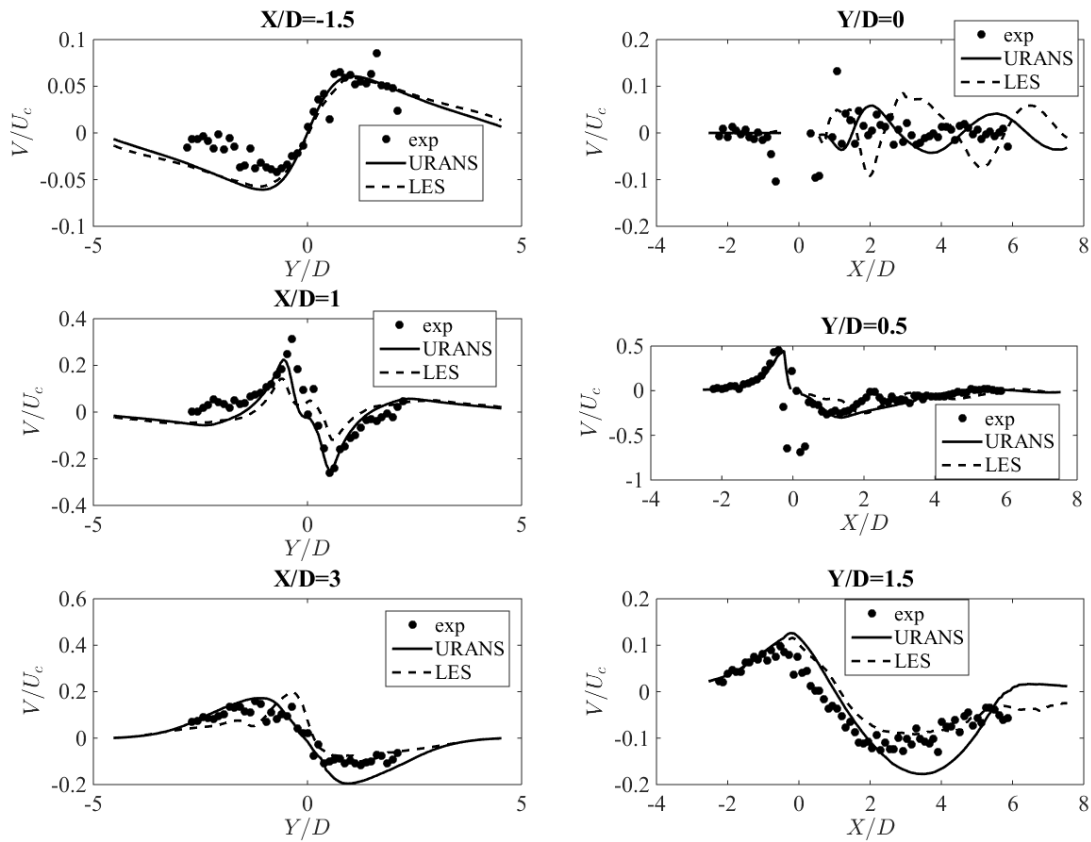 X/D=-1.5
0.1
0.05
0
-0.05
-0.1
V/U_c
-5
0
5
Y/D
exp
URANS
LES
Y/D=0
0.2
0.1
0
-0.1
-0.2
V/U_c
-4
-2
0
2
4
6
8
X/D
exp
URANS
LES
X/D=1
0.4
0.2
0
-0.2
-0.4
V/U_c
-5
0
5
Y/D
exp
URANS
LES
Y/D=0.5
0.5
0
-0.5
-1
V/U_c
-4
-2
0
2
4
6
8
X/D
exp
URANS
LES
X/D=3
0.6
0.4
0.2
0
-0.2
V/U_c
-5
0
5
Y/D
exp
URANS
LES
Y/D=1.5
0.2
0.1
0
-0.1
-0.2
V/U_c
-4
-2
0
2
4
6
8
X/D
exp
URANS
LES